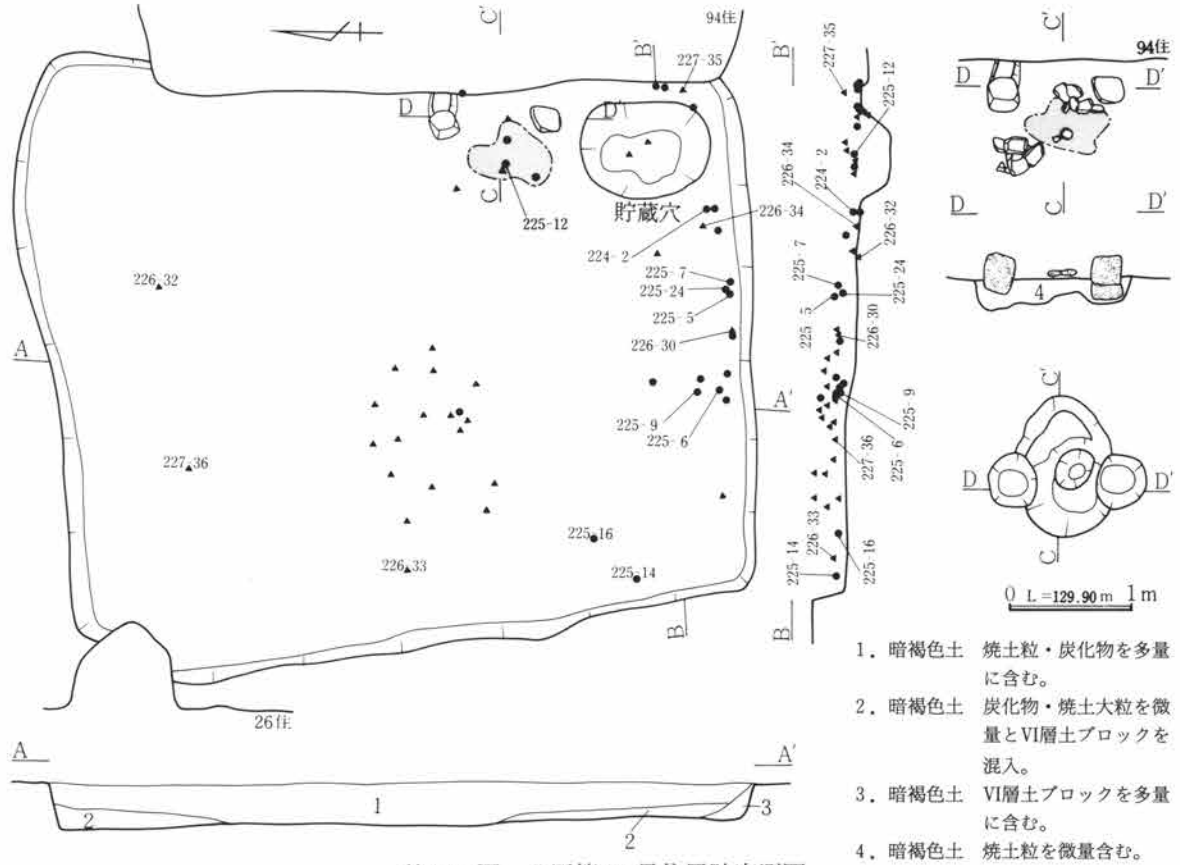 94住
C'
B'
227-35
D
D'
C
225-12
貯蔵穴
226-34
224-2
225-7
225-24
225-5
226-30
226-32
A
A'
225-9
225-6
227-36
225-16
226-33
225-14
B
26住
B'
227-35
225-12
226-34
224-2
226-32
225-7
225-24
225-5
226-30
225-9
225-6
227-36
226-33
225-16
225-14
B
C'
94住
D
D'
C
D
D'
4
C'
D
D'
C
0 L=129.90m 1m
A
A'
1
2
2
3
1. 暗褐色土 焼土粒・炭化物を多量
に含む。
2. 暗褐色土 炭化物・焼土大粒を微
量とVI層土ブロックを
混入。
3. 暗褐色土 VI層土ブロックを多量
に含む。
4. 暗褐色土 焼土粒を微量含む。